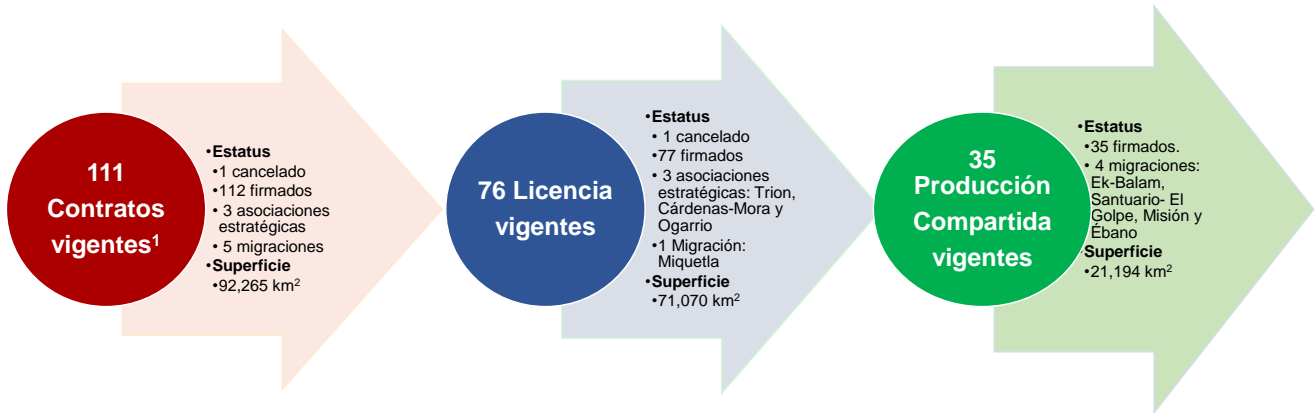 111
Contratos
vigentes¹
•Estatus
•1 cancelado
•112 firmados
• 3 asociaciones
estratégicas
• 5 migraciones
•Superficie
•92,265 km²
76 Licencia
vigentes
•Estatus
• 1 cancelado
•77 firmados
• 3 asociaciones
estratégicas: Trion,
Cárdenas-Mora y
Ogarrio
•1 Migración:
Miquetla
•Superficie
•71,070 km²
35
Producción
Compartida
vigentes
•Estatus
•35 firmados.
• 4 migraciones:
Ek-Balam,
Santuario- El
Golpe, Misión y
Ébano
•Superficie
•21,194 km²